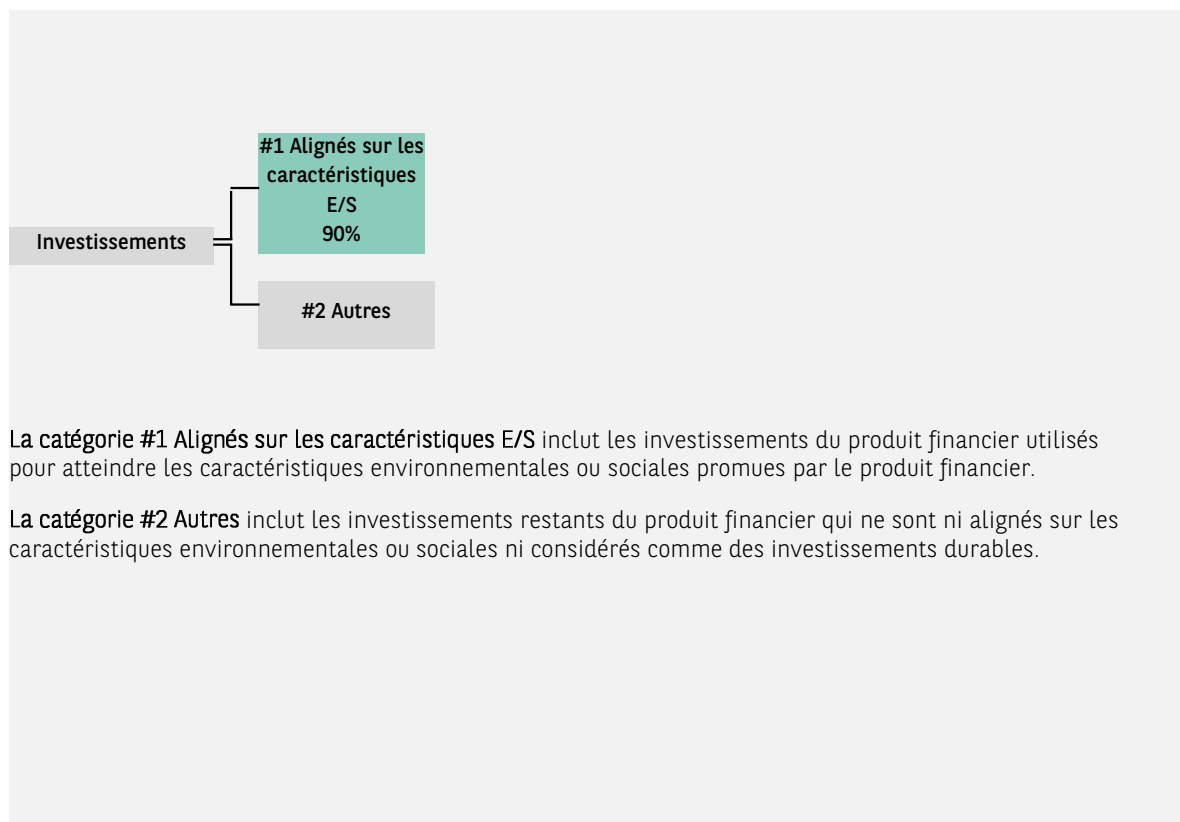 #1 Alignés sur les
caractéristiques
E/S
90%
Investissements
#2 Autres
La catégorie #1 Alignés sur les caractéristiques E/S inclut les investissements du produit financier utilisés
pour atteindre les caractéristiques environnementales ou sociales promues par le produit financier.
La catégorie #2 Autres inclut les investissements restants du produit financier qui ne sont ni alignés sur les
caractéristiques environnementales ou sociales ni considérés comme des investissements durables.